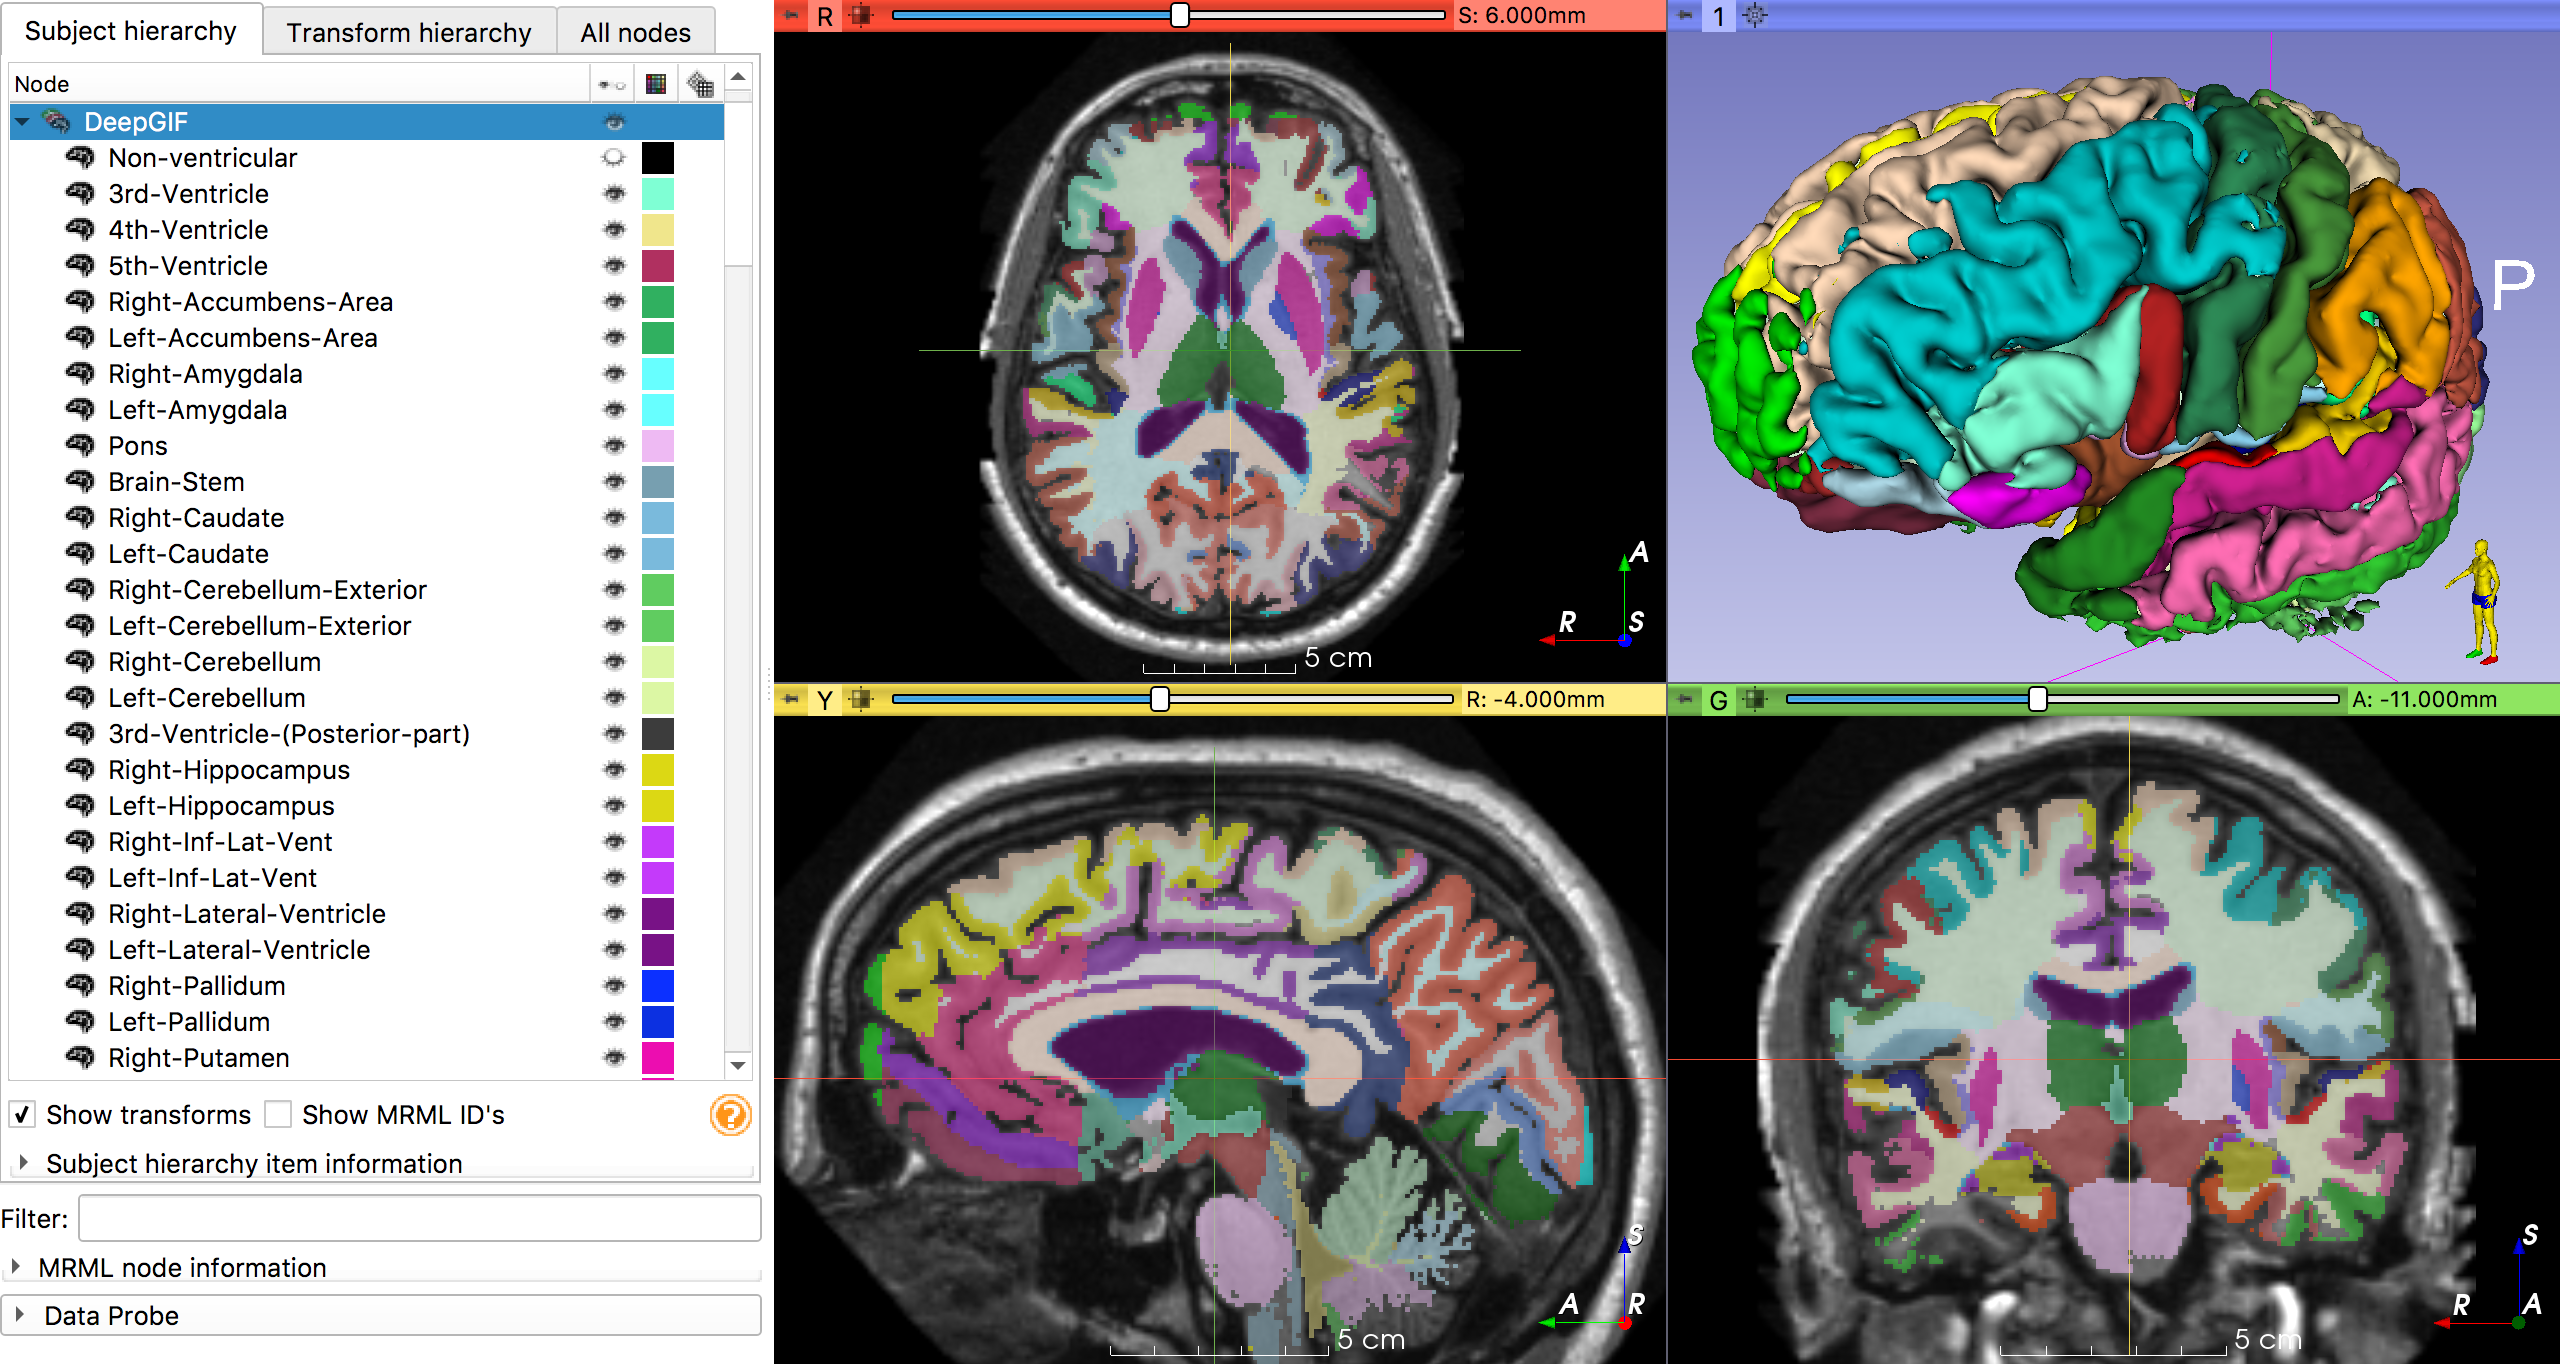 Subject hierarchy
Transform hierarchy
All nodes
Node
DeepGIF
Non-ventricular
3rd-Ventricle
4th-Ventricle
5th-Ventricle
Right-Accumbens-Area
Left-Accumbens-Area
Right-Amygdala
Left-Amygdala
Pons
Brain-Stem
Right-Caudate
Left-Caudate
Right-Cerebellum-Exterior
Left-Cerebellum-Exterior
Right-Cerebellum
Left-Cerebellum
3rd-Ventricle-(Posterior-part)
Right-Hippocampus
Left-Hippocampus
Right-Inf-Lat-Vent
Left-Inf-Lat-Vent
Right-Lateral-Ventricle
Left-Lateral-Ventricle
Right-Pallidum
Left-Pallidum
Right-Putamen
Show transforms
Show MRML ID's
Subject hierarchy item information
Filter:
MRML node information
Data Probe
R
S: 6.000mm
A
R
S
5 cm
1
P
Y
R: -4.000mm
S
A
R
5 cm
G
A: -11.000mm
S
R
A
5 cm